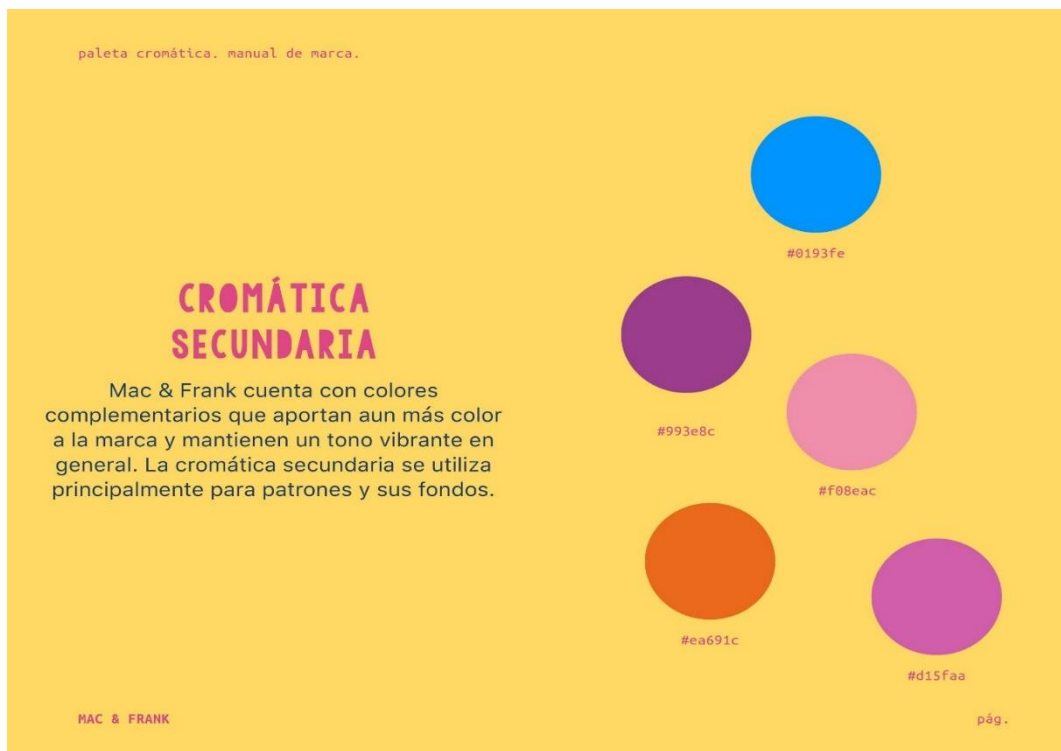 paleta cromática. manual de marca.
CROMÁTICA
SECUNDARIA
Mac & Frank cuenta con colores
complementarios que aportan aun más color
a la marca y mantienen un tono vibrante en
general. La cromática secundaria se utiliza
principalmente para patrones y sus fondos.
#0193fe
#993e8c
#f08eac
#ea691c
#d15faa
MAC & FRANK
pág.